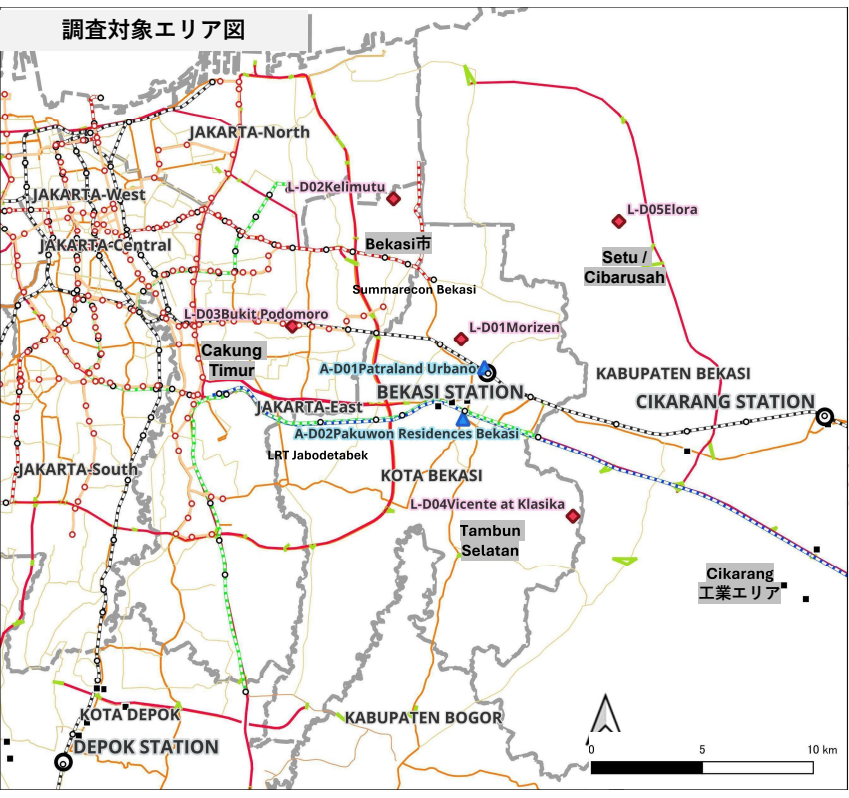 調査対象エリア図
JAKARTA-North
L-D02Kelimutu
JAKARTA-West
L-D05Elora
JAKARTA-Central
Bekasi市
Setu /
Cibarusah
Summarecon Bekasi
L-D03Bukit Podomoro
L-D01Morizen
Cakung
Timur
A-D01Patraland Urbano
KABUPATEN BEKASI
BEKASI STATION
CIKARANG STATION
JAKARTA-East
A-D02Pakuwon Residences Bekasi
LRT Jabodetabek
JAKARTA-South
KOTA BEKASI
L-D04Vicente at Klasika
Tambun
Selatan
Cikarang
工業エリア
KOTA DEPOK
KABUPATEN BOGOR
DEPOK STATION
0 5 10 km